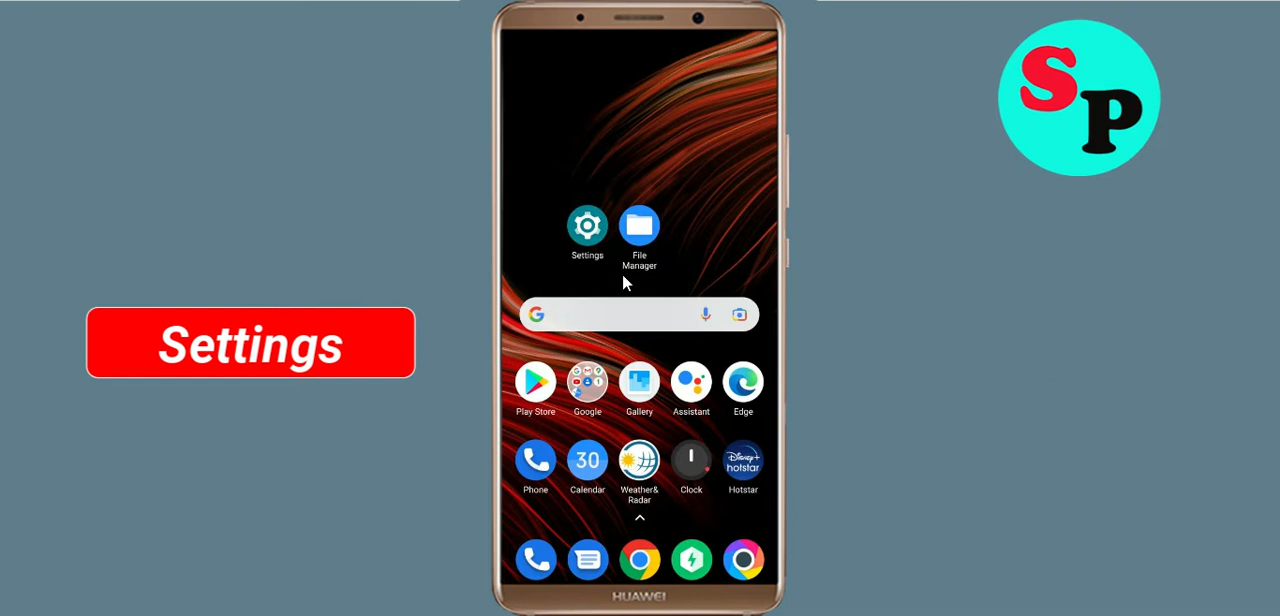 S
P
Settings
File
Manager
Settings
G
Play Store
Google
Gallery
Assistant
Edge
30
Disney+
hotstar
Phone
Calendar
Weather&
Radar
Clock
Hotstar
HUAWEI